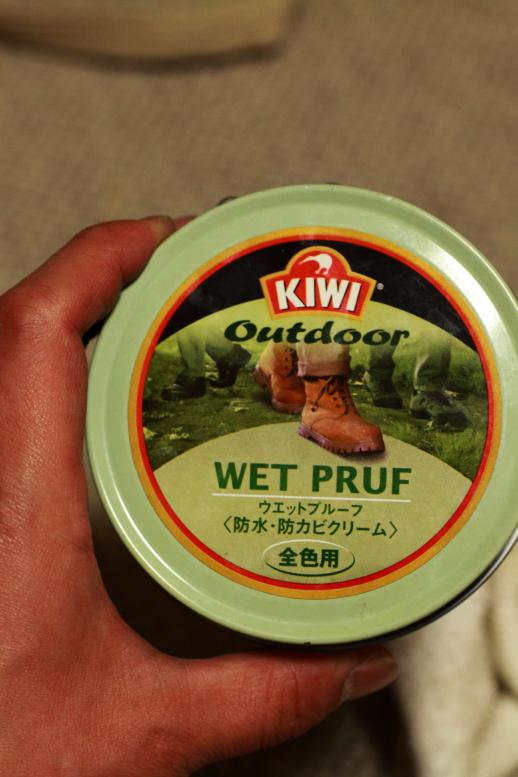 KIWI®
Outdoor
WET PRUF
ウエットプルーフ
〈防水・防カビクリーム〉
全色用